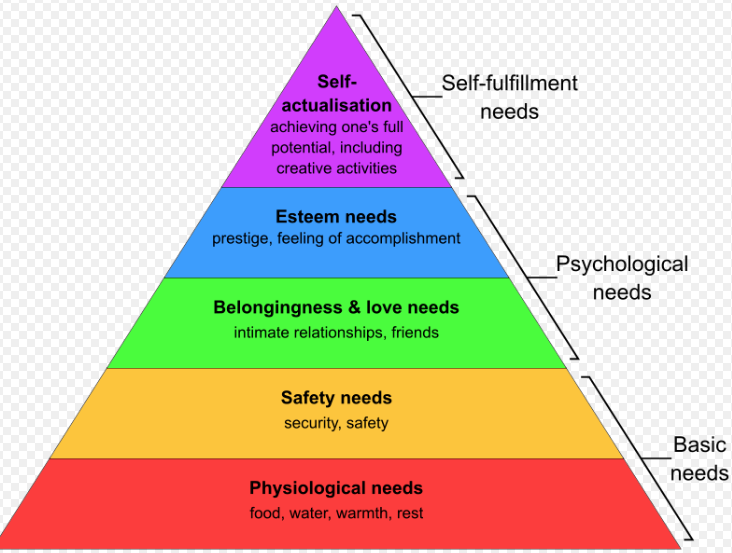 Self-
actualisation
achieving one's full
potential, including
creative activities
Self-fulfillment
needs
Esteem needs
prestige, feeling of accomplishment
Psychological
needs
Belongingness & love needs
intimate relationships, friends
Safety needs
security, safety
Basic
needs
Physiological needs
food, water, warmth, rest